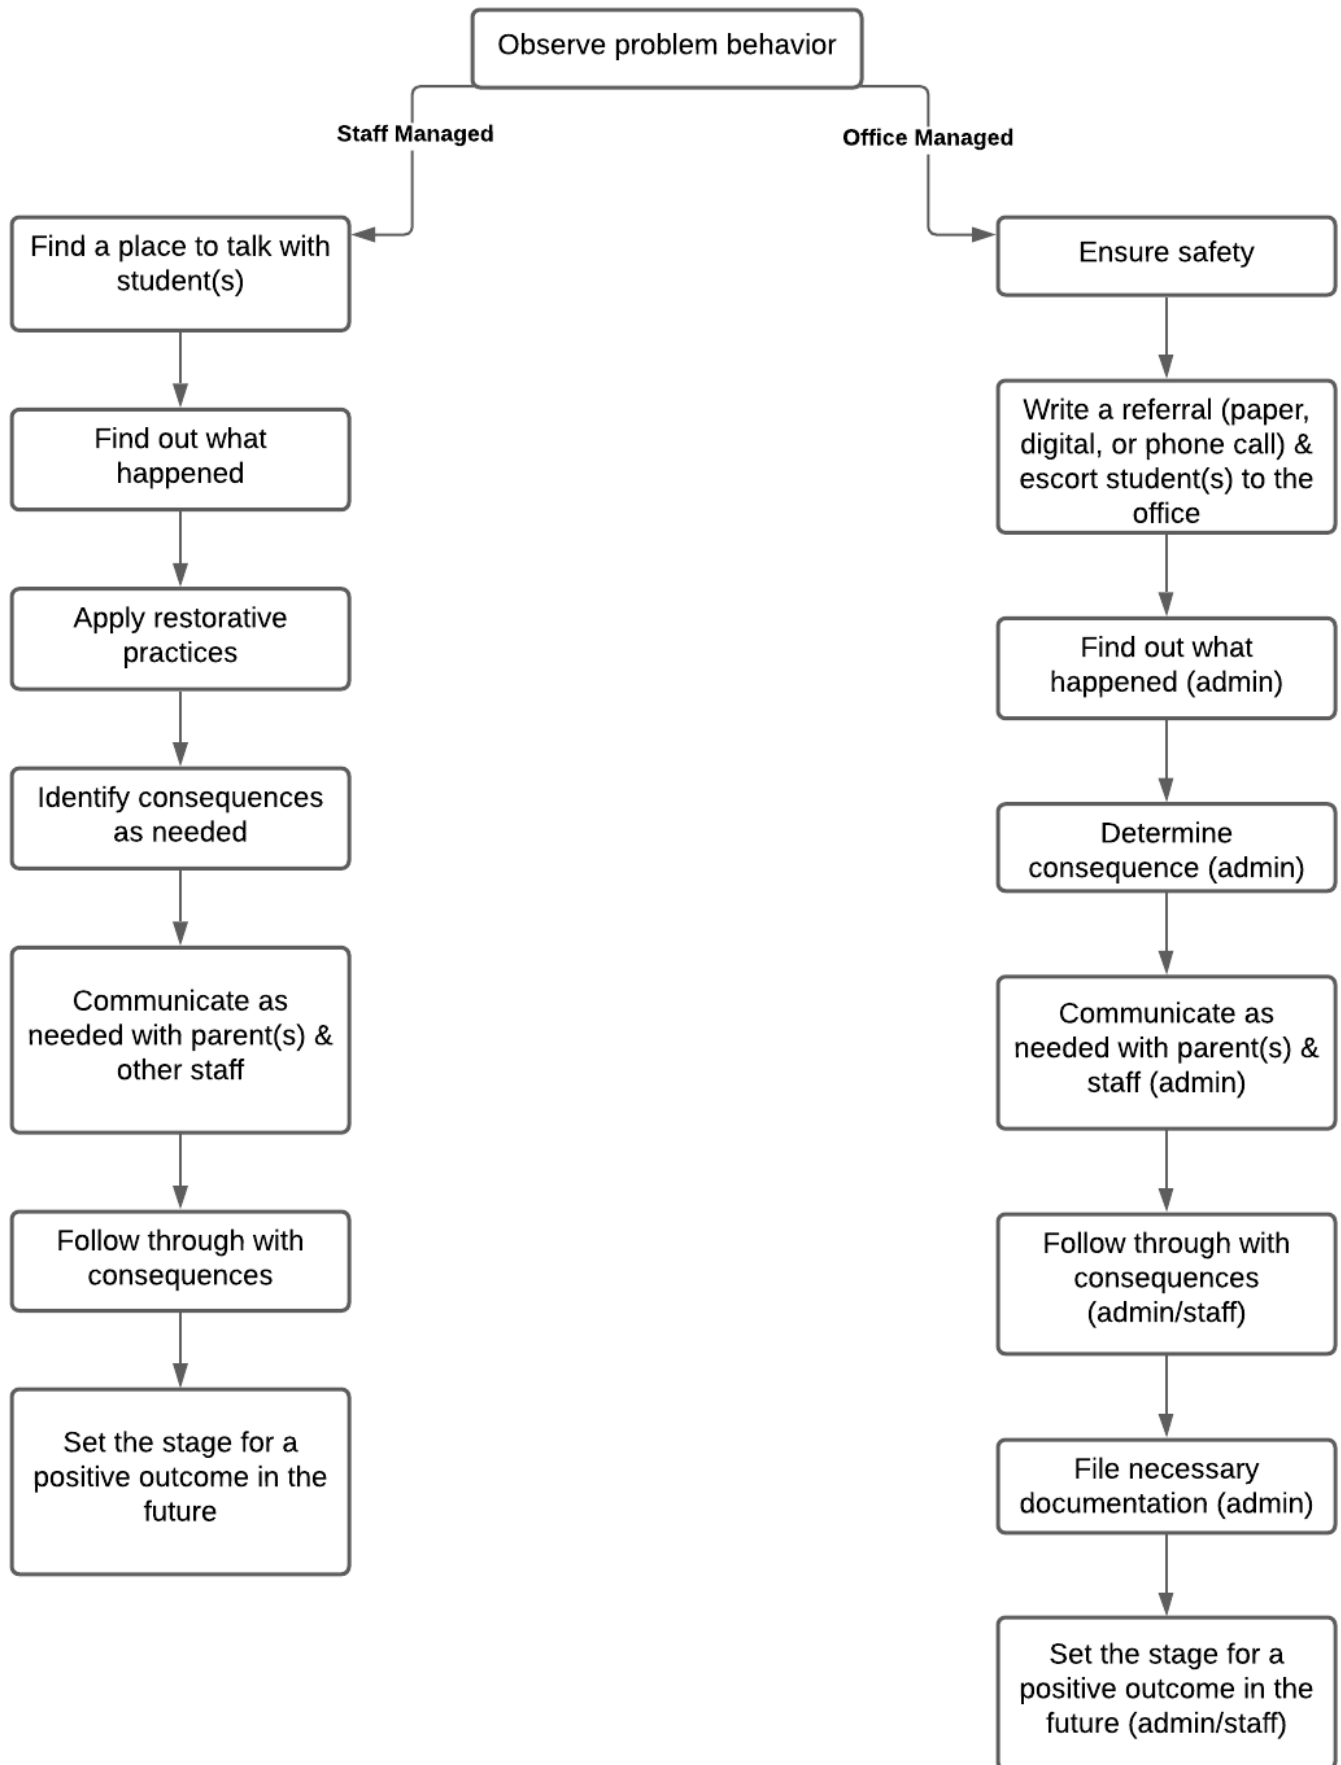 Observe problem behavior
Staff Managed
Office Managed
Find a place to talk with
student(s)
Find out what
happened
Apply restorative
practices
Identify consequences
as needed
Communicate as
needed with parent(s) &
other staff
Follow through with
consequences
Set the stage for a
positive outcome in the
future
Ensure safety
Write a referral (paper,
digital, or phone call) &
escort student(s) to the
office
Find out what
happened (admin)
Determine
consequence (admin)
Communicate as
needed with parent(s) &
staff (admin)
Follow through with
consequences
(admin/staff)
File necessary
documentation (admin)
Set the stage for a
positive outcome in the
future (admin/staff)